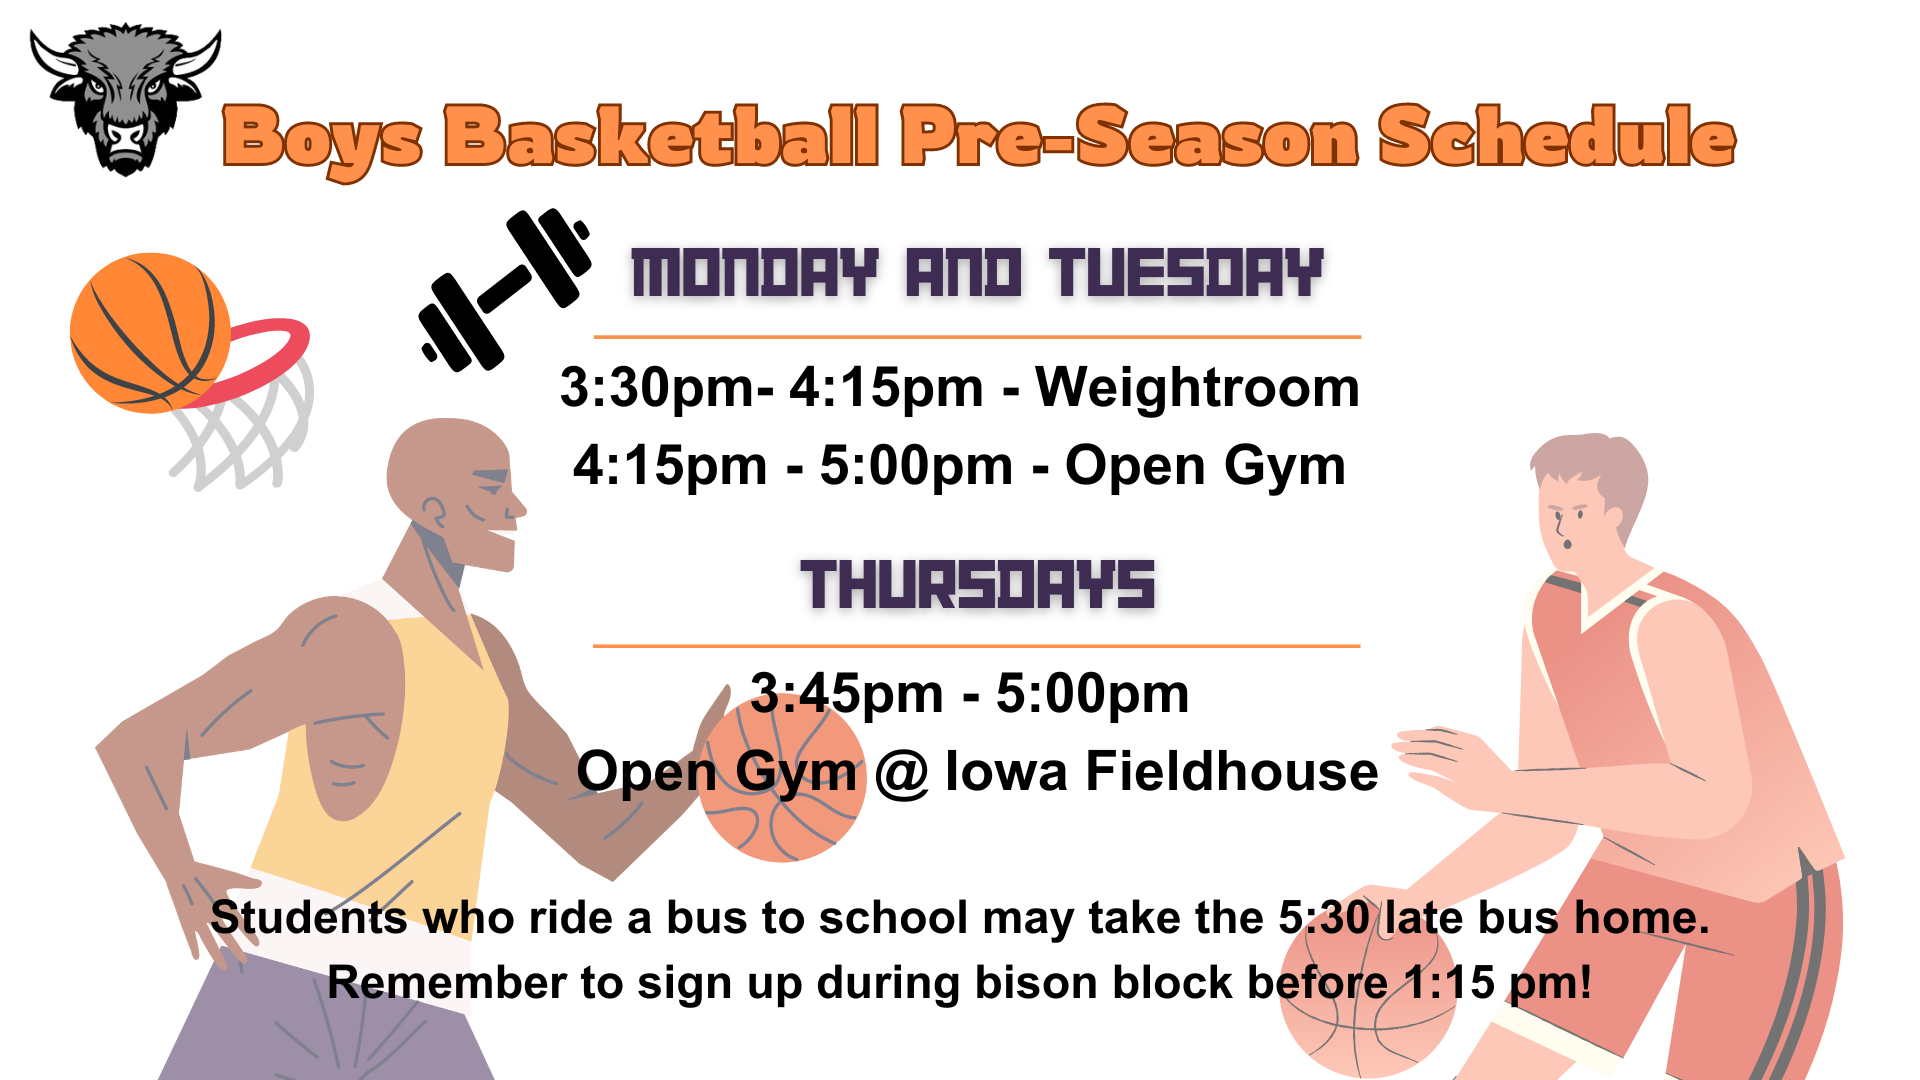 Boys Basketball Pre-Season Schedule
MONDAY AND TUESDAY
3:30pm- 4:15pm - Weightroom
4:15pm - 5:00pm - Open Gym
THURSDAYS
3:45pm - 5:00pm
Open Gym @ Iowa Fieldhouse
Students who ride a bus to school may take the 5:30 late bus home.
Remember to sign up during bison block before 1:15 pm!